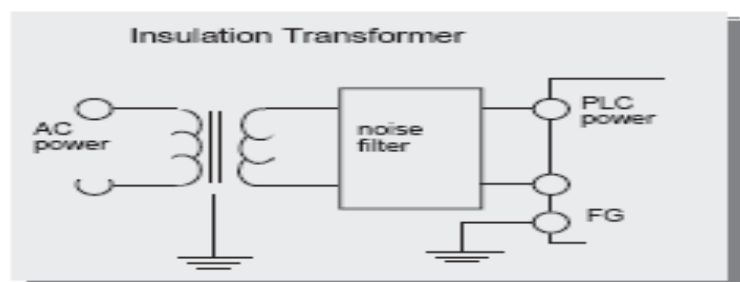 Insulation Transformer
AC
power
noise
filter
PLC
power
FG